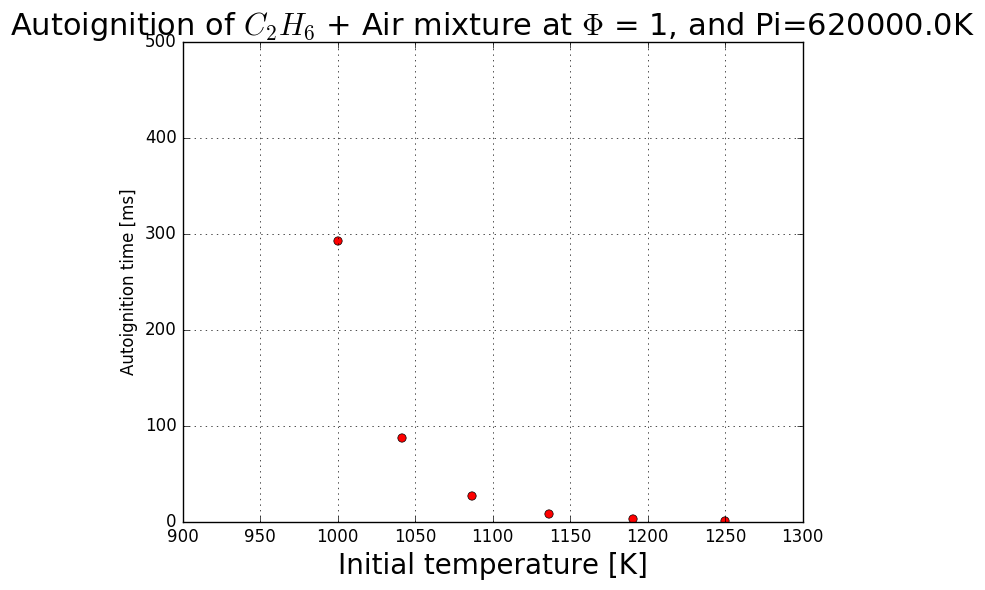 Autoignition of C₂H₆ + Air mixture at Φ = 1, and Pi=620000.0K
500
400
300
200
100
0
Autoignition time [ms]
900 950 1000 1050 1100 1150 1200 1250 1300
Initial temperature [K]